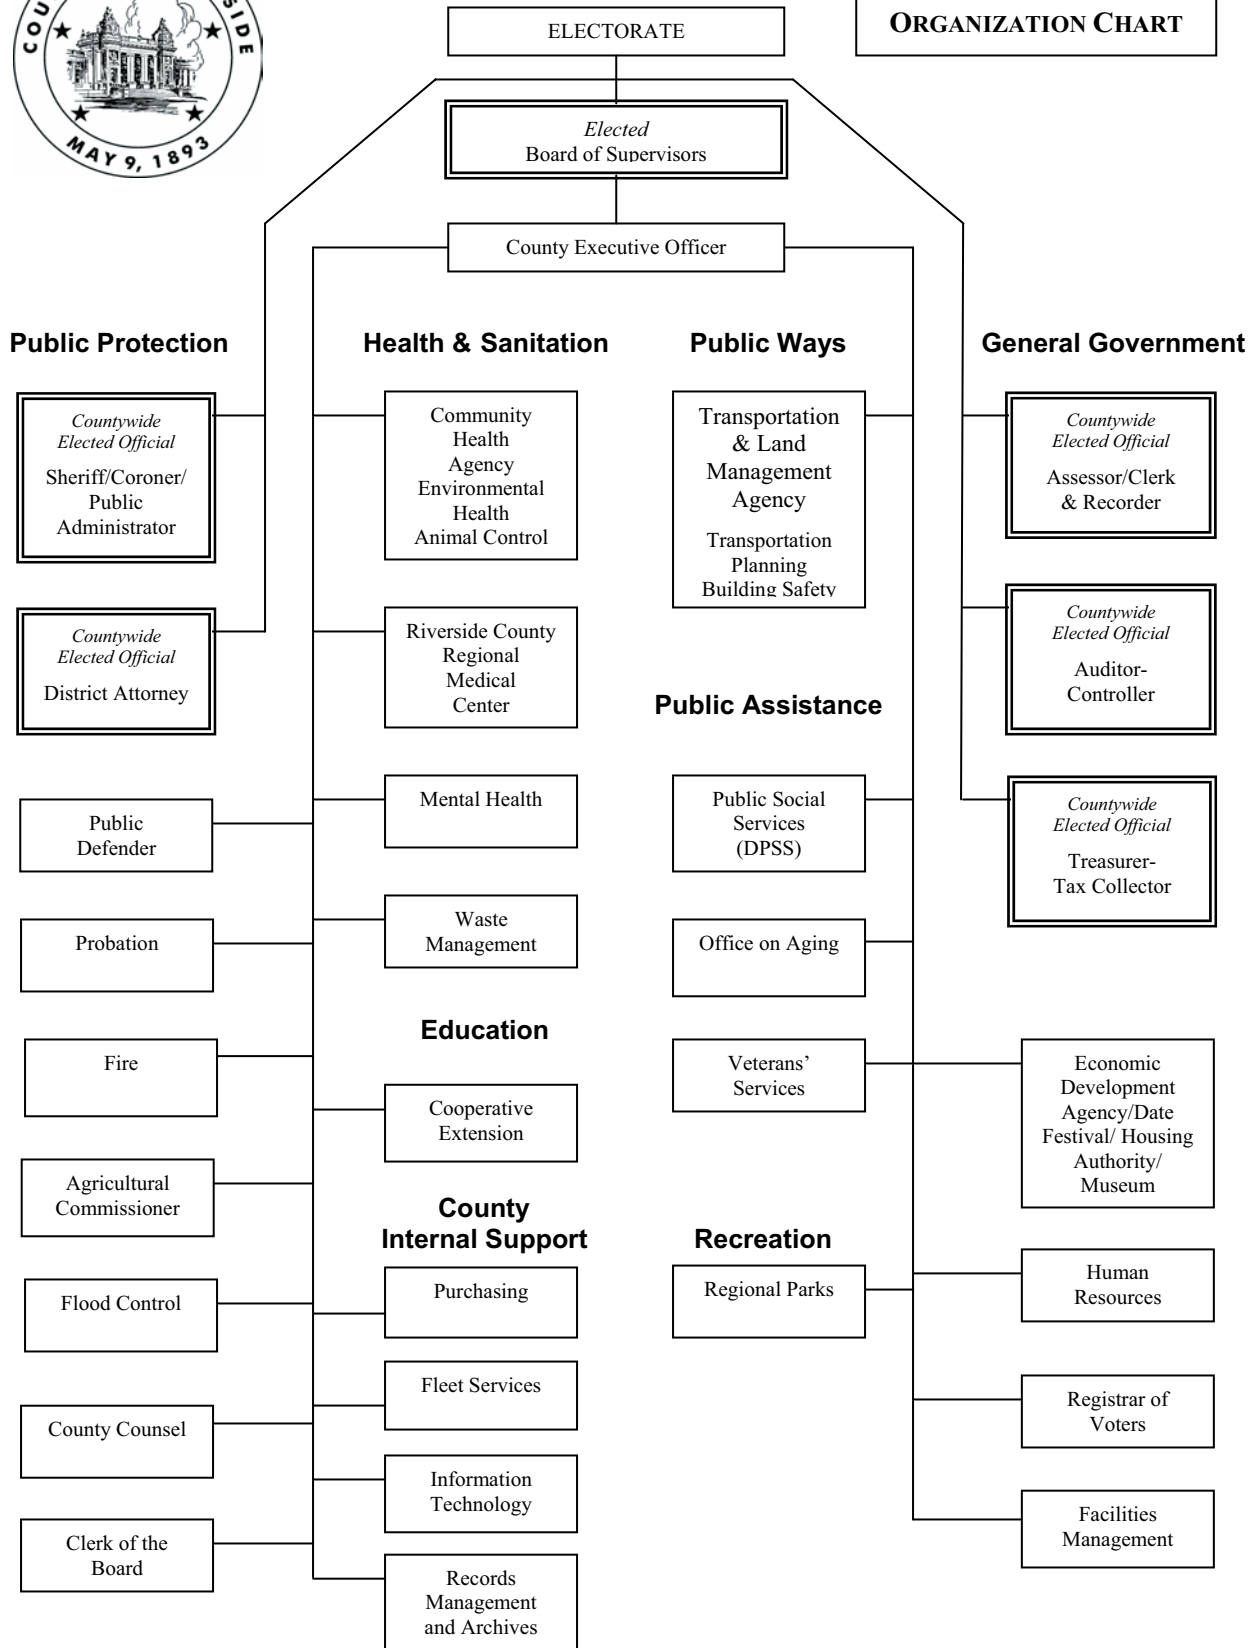 COU
SIDE
MAY 9, 1893
ELECTORATE
ORGANIZATION CHART
Elected
Board of Supervisors
County Executive Officer
Public Protection
Health & Sanitation
Public Ways
General Government
Countywide
Elected Official
Sheriff/Coroner/
Public
Administrator
Countywide
Elected Official
District Attorney
Public
Defender
Probation
Fire
Agricultural
Commissioner
Flood Control
County Counsel
Clerk of the
Board
Community
Health
Agency
Environmental
Health
Animal Control
Riverside County
Regional
Medical
Center
Mental Health
Waste
Management
Education
Cooperative
Extension
County
Internal Support
Purchasing
Fleet Services
Information
Technology
Records
Management
and Archives
Transportation
& Land
Management
Agency
Transportation
Planning
Building Safety
Public Assistance
Public Social
Services
(DPSS)
Office on Aging
Veterans’
Services
Recreation
Regional Parks
Countywide
Elected Official
Assessor/Clerk
& Recorder
Countywide
Elected Official
Auditor-
Controller
Countywide
Elected Official
Treasurer-
Tax Collector
Economic
Development
Agency/Date
Festival/ Housing
Authority/
Museum
Human
Resources
Registrar of
Voters
Facilities
Management